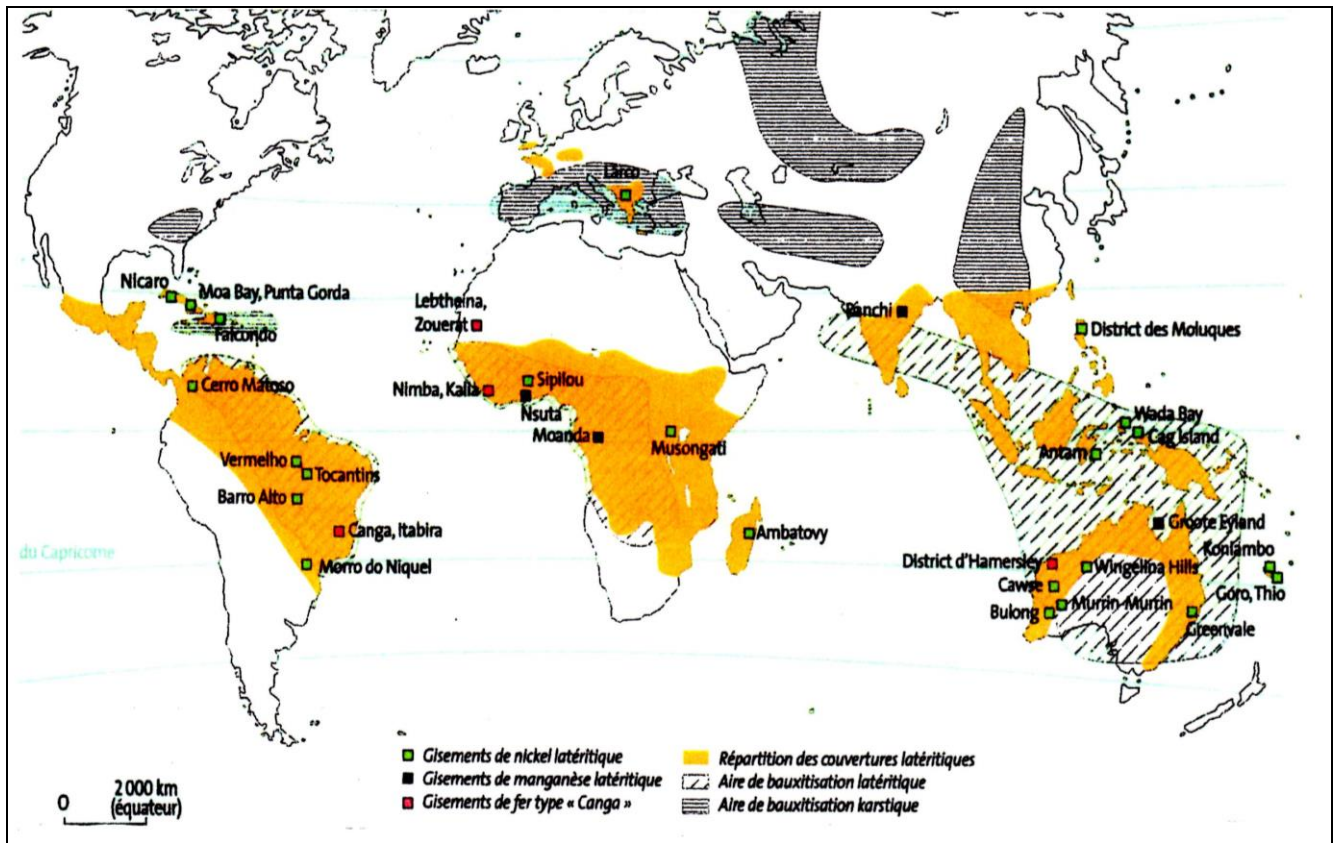 Larco
Nicaro
Moa Bay, Punta Gorda
Falcondo
Lebtheina,
Zouerat
Ranchi
District des Moluques
Cerro Matoso
Nimba, Kalia
Sipilou
Nsuta
Moanda
Musongati
Wada Bay
Cag Island
Antam
Vermelho
Tocantins
Barro Alto
Canga, Itabira
Ambatovy
Groote Eyland
du Capricorne
Morro do Niquel
District d'Hamersley
Wingelina Hills
Koniambo
Cawse
Goro, Thio
Bulong
Murrin-Murrin
Greenvale
Gisements de nickel latéritique
Gisements de manganèse latéritique
Gisements de fer type « Canga »
Répartition des couvertures latéritiques
Aire de bauxitisation latéritique
Aire de bauxitisation karstique
0
2 000 km
(équateur)